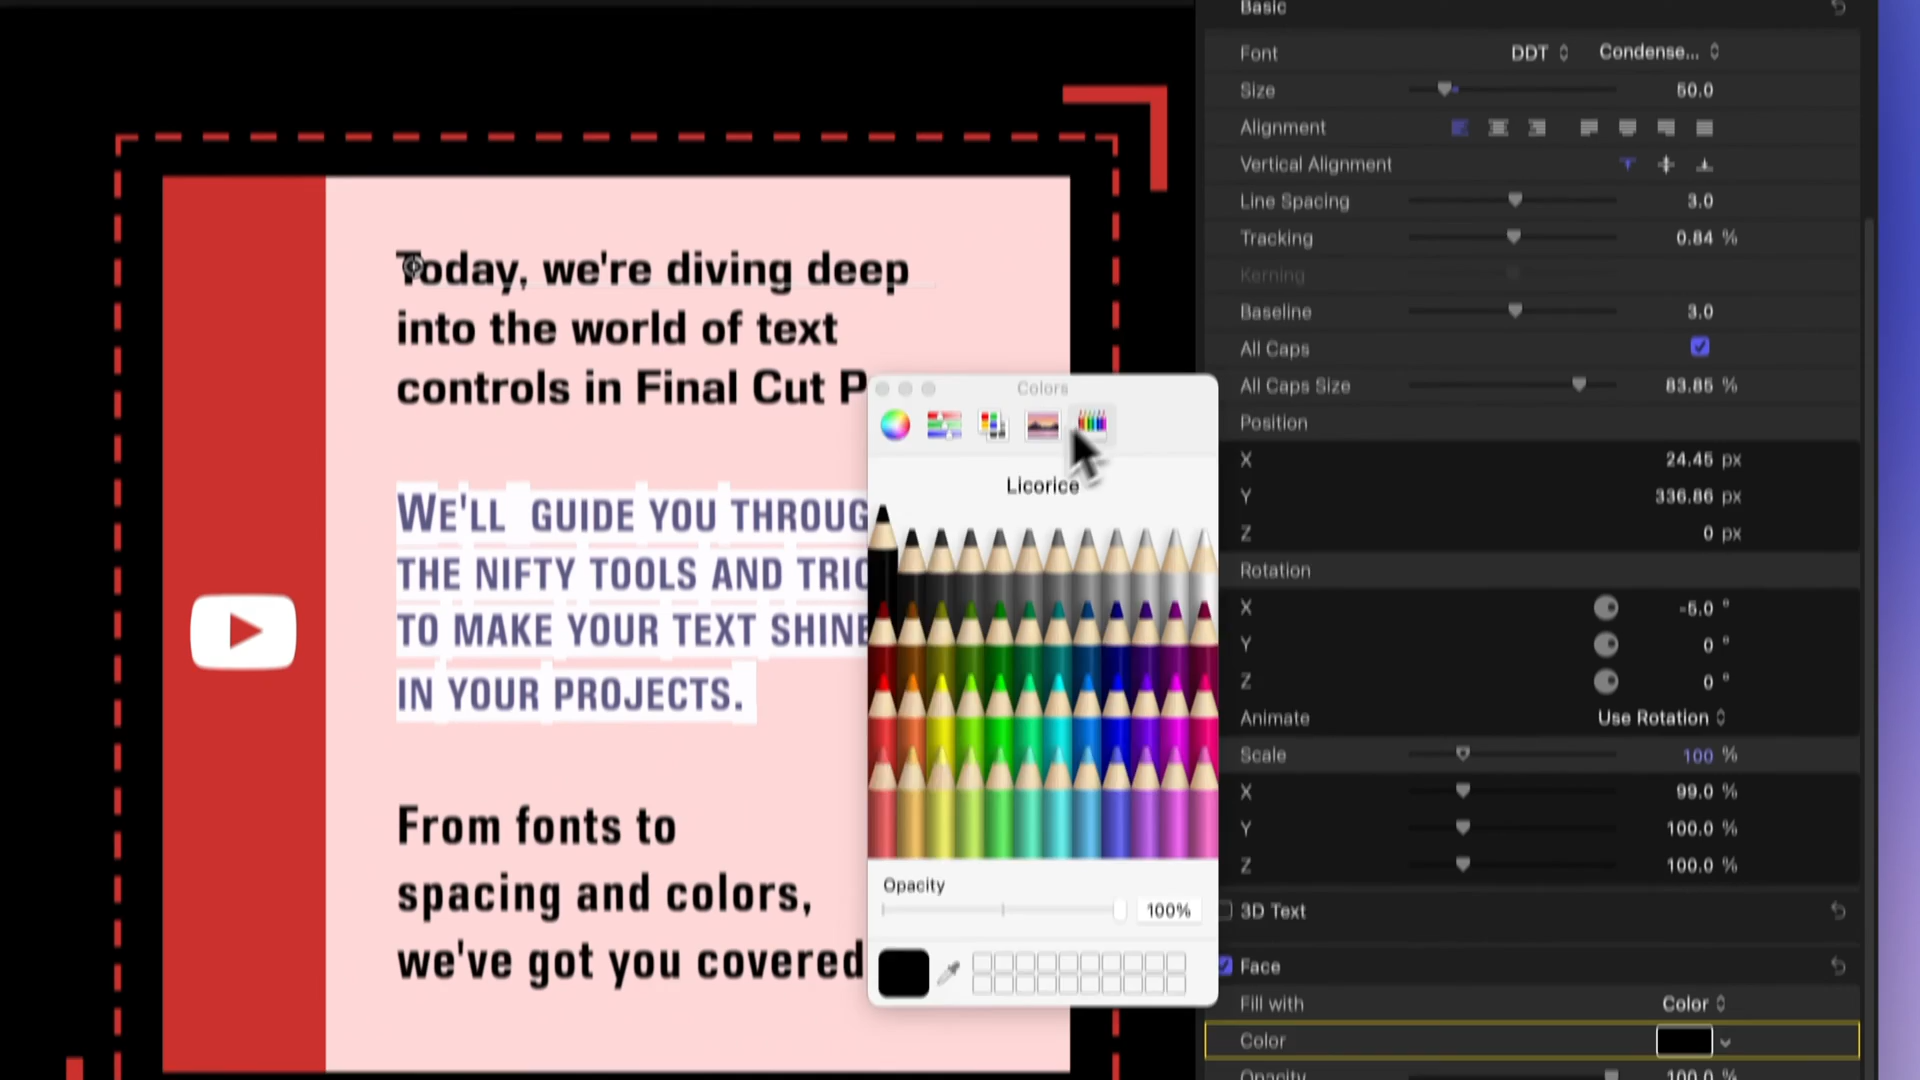 Today, we're diving deep
into the world of text
controls in Final Cut P
WE'LL  GUIDE YOU THROUG
THE NIFTY TOOLS AND TRIC
TO MAKE YOUR TEXT SHINE
IN YOUR PROJECTS.
From fonts to
spacing and colors,
we've got you covered
Colors
Licorice
Opacity
100%
Basic
Font DDT Condense...
Size 50.0
Alignment
Vertical Alignment
Line Spacing 3.0
Tracking 0.84 %
Kerning
Baseline 3.0
All Caps
All Caps Size 83.85 %
Position
X 24.45 px
Y 336.86 px
Z 0 px
Rotation
X -5.0 °
Y 0 °
Z 0 °
Animate Use Rotation
Scale 100 %
X 99.0 %
Y 100.0 %
Z 100.0 %
3D Text
Face
Fill with Color
Color
Opacity 100.0 %